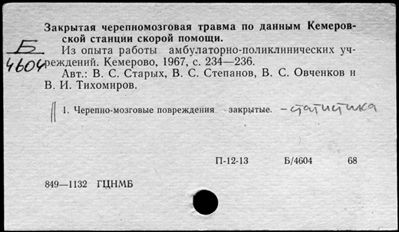 Закрытая черепномозговая травма по данным Кемеров-
ской станции скорой помощи.
Б
4604
Из опыта работы амбулаторно-поликлинических уч-
реждений. Кемерово, 1967, с. 234—236.
Авт.: В. С. Старых, В. С. Степанов, В. С. Овченков и
В. И. Тихомиров.
1. Черепно-мозговые повреждения закрытые. -статистика
П-12-13 Б/4604 68
849—1132 ГЦНМБ